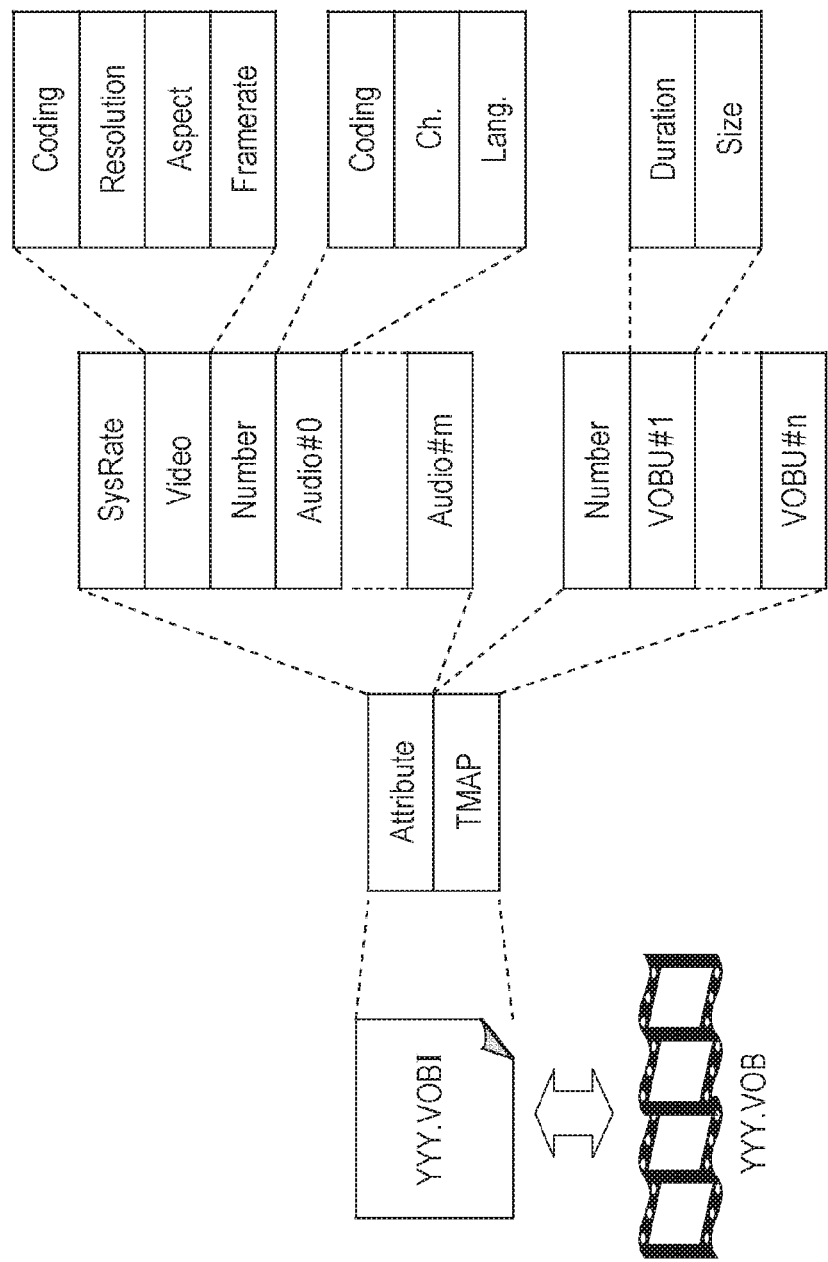 YYY.VOBI
YYY.VOB
Attribute
TMAP
SysRate
Video
Number
Audio#0
Audio#m
Number
VOBU#1
VOBU#n
Coding
Resolution
Aspect
Framerate
Coding
Ch.
Lang.
Duration
Size